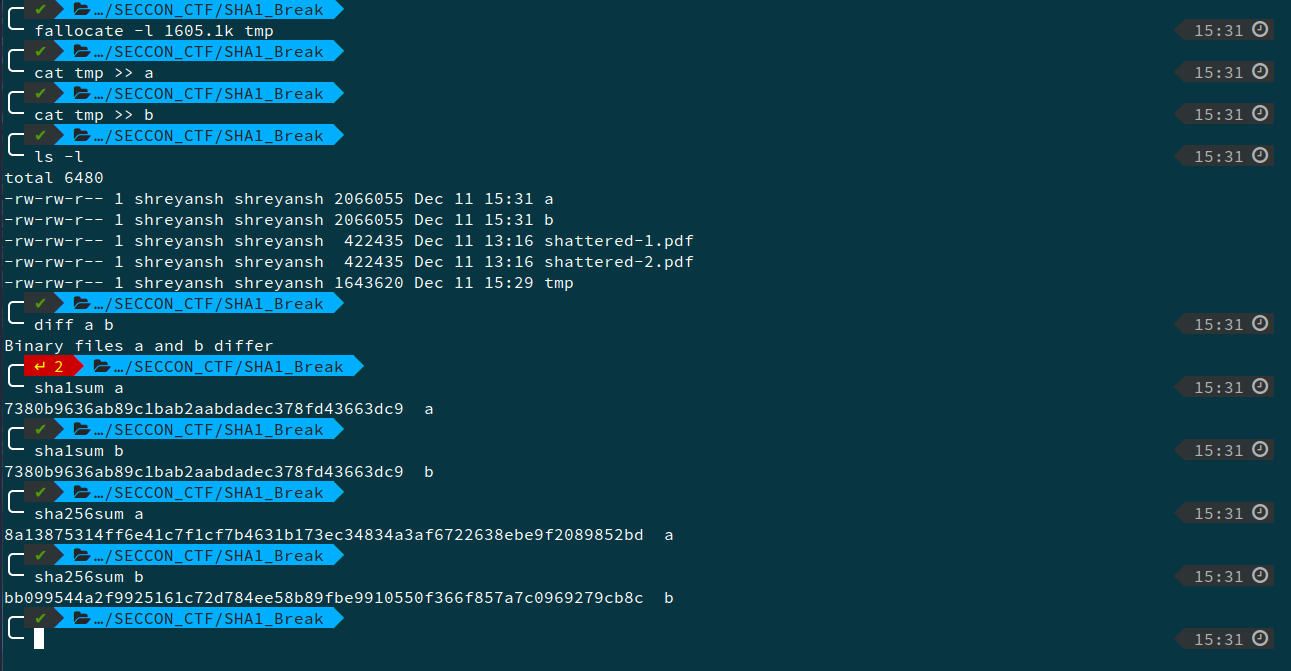 ✔ …/SECCON_CTF/SHA1_Break
fallocate -l 1605.1k tmp 15:31
✔ …/SECCON_CTF/SHA1_Break
cat tmp >> a 15:31
✔ …/SECCON_CTF/SHA1_Break
cat tmp >> b 15:31
✔ …/SECCON_CTF/SHA1_Break
ls -l 15:31
total 6480
-rw-rw-r-- 1 shreyansh shreyansh 2066055 Dec 11 15:31 a
-rw-rw-r-- 1 shreyansh shreyansh 2066055 Dec 11 15:31 b
-rw-rw-r-- 1 shreyansh shreyansh  422435 Dec 11 13:16 shattered-1.pdf
-rw-rw-r-- 1 shreyansh shreyansh  422435 Dec 11 13:16 shattered-2.pdf
-rw-rw-r-- 1 shreyansh shreyansh 1643620 Dec 11 15:29 tmp
✔ …/SECCON_CTF/SHA1_Break
diff a b 15:31
Binary files a and b differ
↵ 2 …/SECCON_CTF/SHA1_Break
sha1sum a 15:31
7380b9636ab89c1bab2aabdadec378fd43663dc9  a
✔ …/SECCON_CTF/SHA1_Break
sha1sum b 15:31
7380b9636ab89c1bab2aabdadec378fd43663dc9  b
✔ …/SECCON_CTF/SHA1_Break
sha256sum a 15:31
8a13875314ff6e41c7f1cf7b4631b173ec34834a3af6722638ebe9f2089852bd  a
✔ …/SECCON_CTF/SHA1_Break
sha256sum b 15:31
bb099544a2f9925161c72d784ee58b89fbe9910550f366f857a7c0969279cb8c  b
✔ …/SECCON_CTF/SHA1_Break
15:31